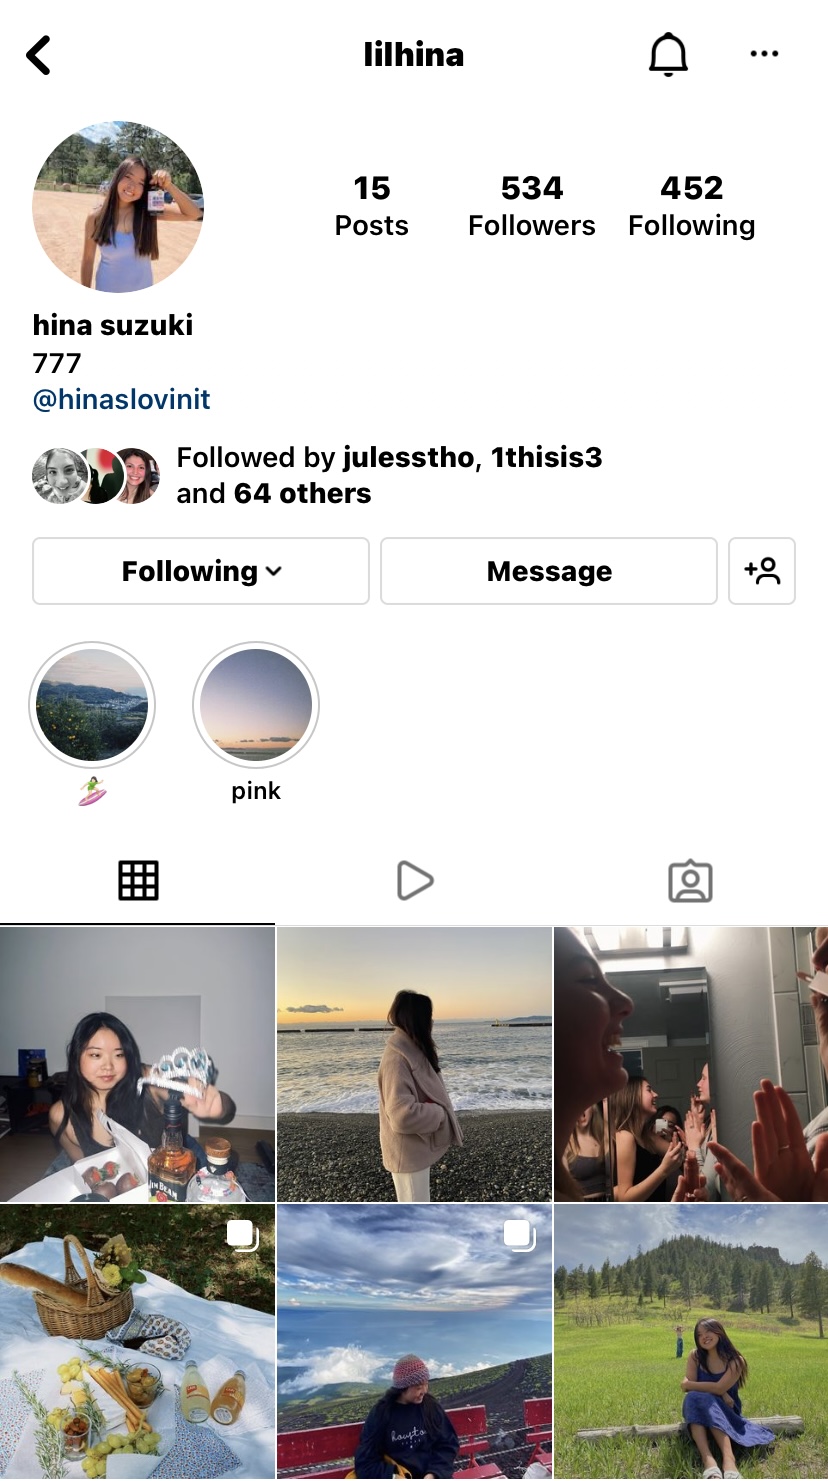 lilhina
15 534 452
Posts Followers Following
hina suzuki
777
@hinaslovinit
Followed by julesstho, 1thisis3
and 64 others
Following Message
pink
JIM BEAM